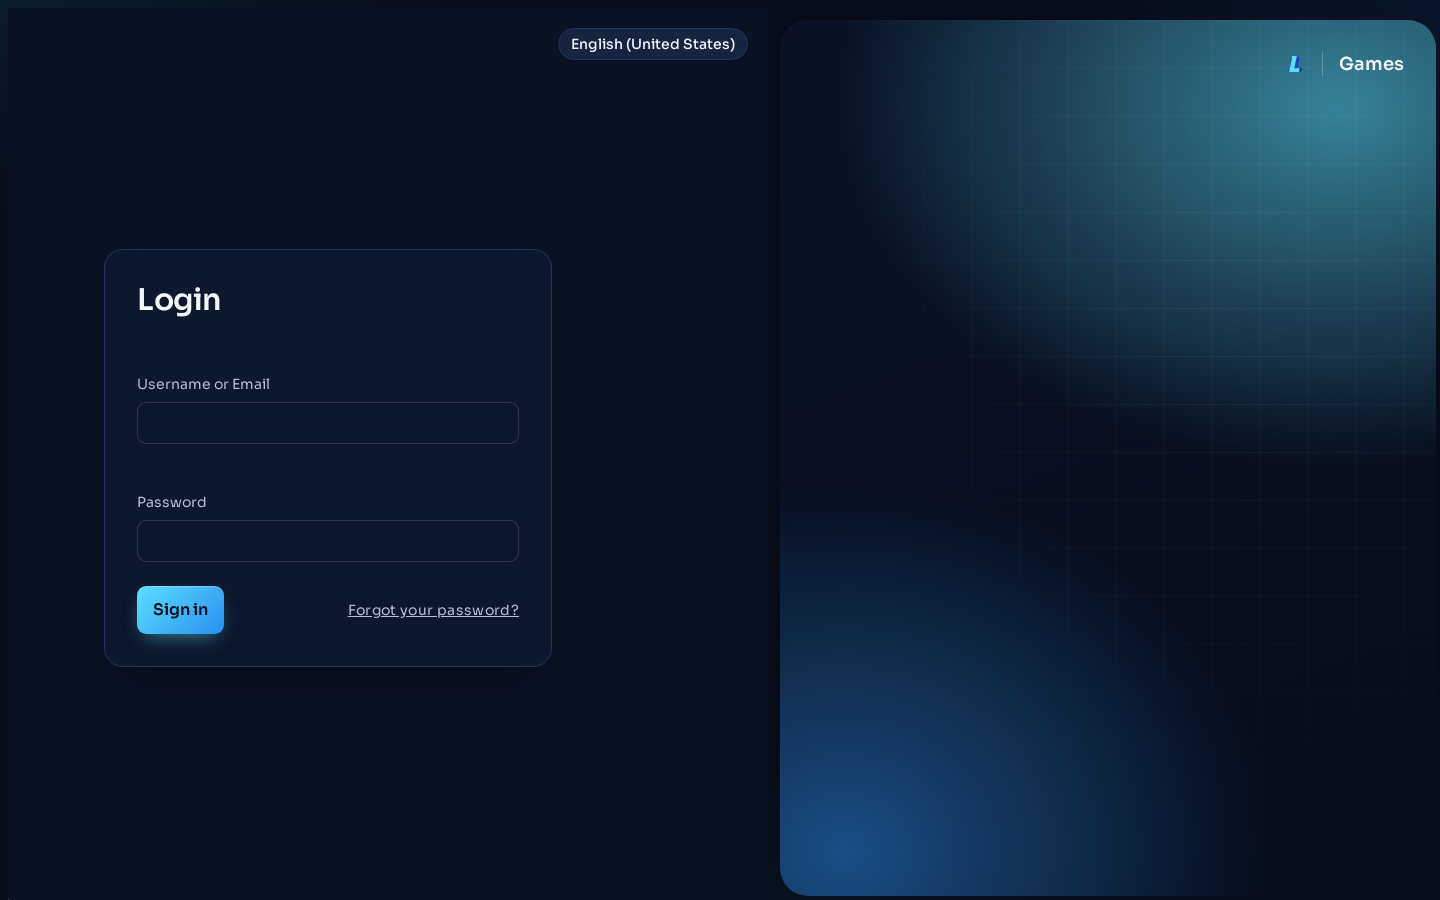 English (United States)
L
Games
Login
Username or Email
Password
Sign in
Forgot your password?